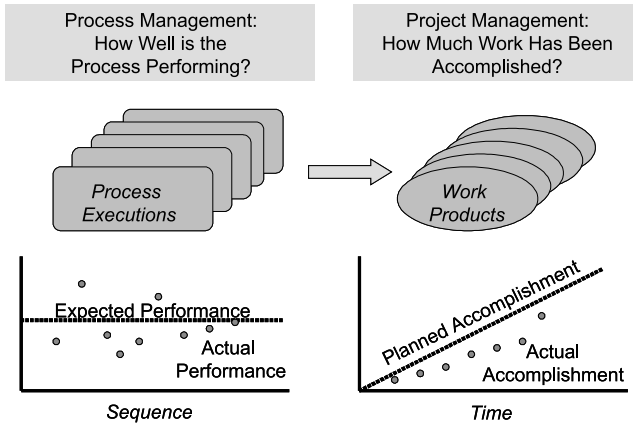 Process Management:
How Well is the
Process Performing?
Project Management:
How Much Work Has Been
Accomplished?
Process
Executions
Work
Products
Expected Performance
Actual
Performance
Sequence
Planned Accomplishment
Actual
Accomplishment
Time